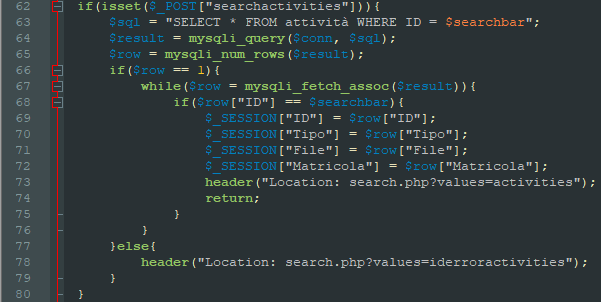 62 if(isset($_POST["searchactivities"])){
63 $sql = "SELECT * FROM attività WHERE ID = $searchbar";
64 $result = mysqli_query($conn, $sql);
65 $row = mysqli_num_rows($result);
66 if($row == 1){
67 while($row = mysqli_fetch_assoc($result)){
68 if($row["ID"] == $searchbar){
69 $_SESSION["ID"] = $row["ID"];
70 $_SESSION["Tipo"] = $row["Tipo"];
71 $_SESSION["File"] = $row["File"];
72 $_SESSION["Matricola"] = $row["Matricola"];
73 header("Location: search.php?values=activities");
74 return;
75 }
76 }
77 }else{
78 header("Location: search.php?values=iderroractivities");
79 }
80 }